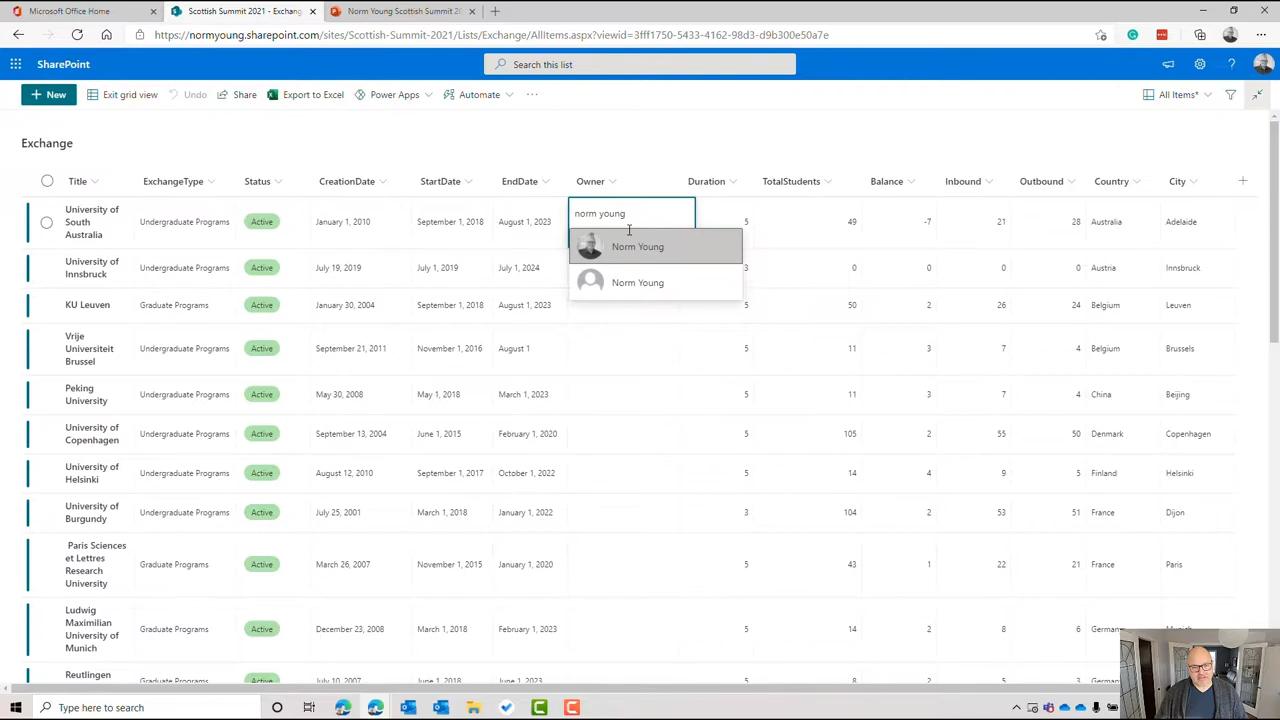 Microsoft Office Home
Scottish Summit 2021 - Exchang
Norm Young Scottish Summit 20
https://normyoung.sharepoint.com/sites/Scottish-Summit-2021/Lists/Exchange/AllItems.aspx?viewid=3fff1750-5433-4162-98d3-d9b300e50a7e
SharePoint
Search this list
New
Exit grid view
Undo
Share
Export to Excel
Power Apps
Automate
All Items*
Exchange
Title ExchangeType Status CreationDate StartDate EndDate Owner Duration TotalStudents Balance Inbound Outbound Country City
University of
South
Australia
Undergraduate Programs Active January 1, 2010 September 1, 2018 August 1, 2023 norm young 5 49 -7 21 28 Australia Adelaide
Norm Young
Norm Young
University of
Innsbruck
Undergraduate Programs Active July 19, 2019 July 1, 2019 July 1, 2024 3 0 0 0 0 Austria Innsbruck
KU Leuven Graduate Programs Active January 30, 2004 September 1, 2018 August 1, 2023 50 2 26 24 Belgium Leuven
Vrije
Universiteit
Brussel
Undergraduate Programs Active September 21, 2011 November 1, 2016 August 1 5 11 3 7 4 Belgium Brussels
Peking
University
Undergraduate Programs Active May 30, 2008 May 1, 2018 March 1, 2023 5 11 3 7 4 China Beijing
University of
Copenhagen
Undergraduate Programs Active September 13, 2004 June 1, 2015 February 1, 2020 5 105 2 55 50 Denmark Copenhagen
University of
Helsinki
Undergraduate Programs Active August 12, 2010 September 1, 2017 October 1, 2022 5 14 4 9 5 Finland Helsinki
University of
Burgundy
Undergraduate Programs Active July 25, 2001 March 1, 2018 January 1, 2022 3 104 2 53 51 France Dijon
Paris Sciences
et Lettres
Research
University
Graduate Programs Active March 26, 2007 November 1, 2015 January 1, 2020 5 43 1 22 21 France Paris
Ludwig
Maximilian
University of
Munich
Graduate Programs Active December 23, 2008 March 1, 2018 February 1, 2023 5 14 2 8 6 German Munich
Reutlingen
Type here to search